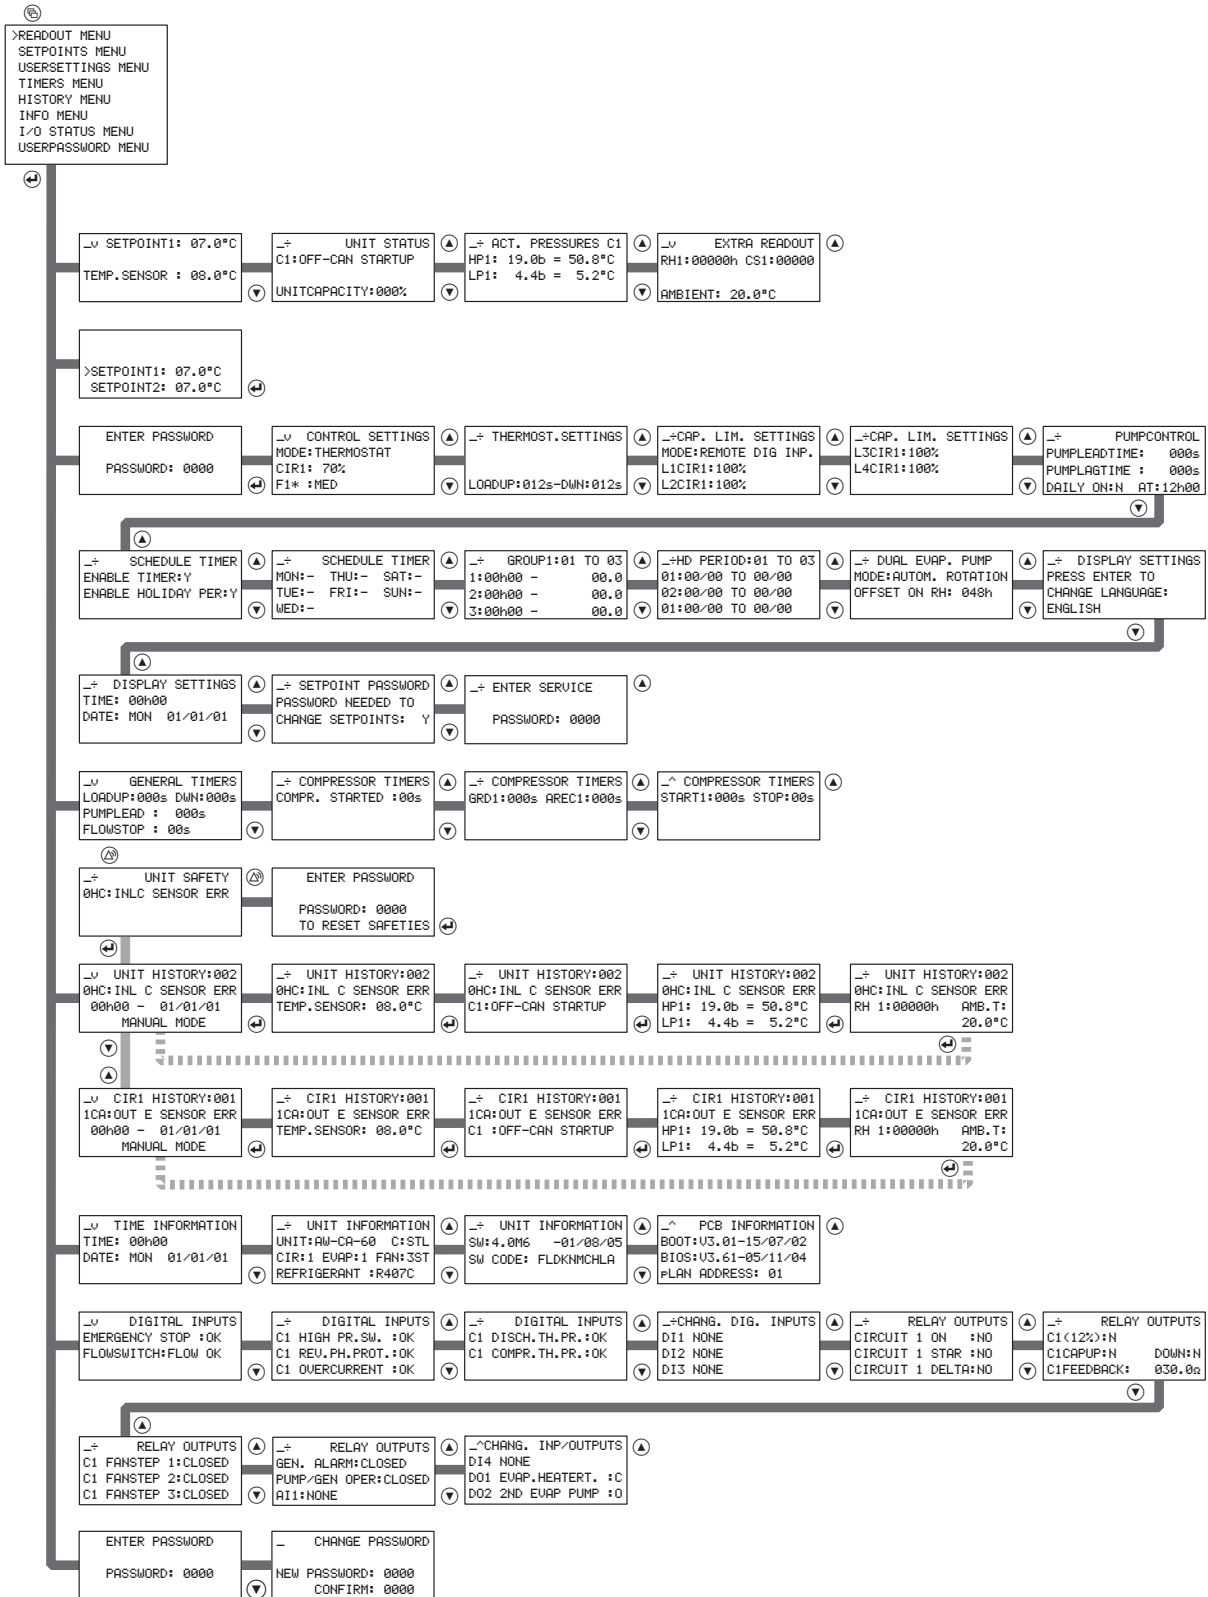 >READOUT MENU
SETPOINTS MENU
USERSETTINGS MENU
TIMERS MENU
HISTORY MENU
INFO MENU
I/O STATUS MENU
USERPASSWORD MENU
_v SETPOINT1: 07.0°C
TEMP.SENSOR : 08.0°C
_÷ UNIT STATUS
C1:OFF-CAN STARTUP
UNITCAPACITY:000%
_÷ ACT. PRESSURES C1
HP1: 19.0b = 50.8°C
LP1: 4.4b = 5.2°C
_v EXTRA READOUT
RH1:00000h CS1:00000
AMBIENT: 20.0°C
>SETPOINT1: 07.0°C
SETPOINT2: 07.0°C
ENTER PASSWORD
PASSWORD: 0000
_v CONTROL SETTINGS
MODE:THERMOSTAT
CIR1: 70%
F1* :MED
_÷ THERMOST.SETTINGS
LOADUP:012s-DWN:012s
_÷CAP. LIM. SETTINGS
MODE:REMOTE DIG INP.
L1CIR1:100%
L2CIR1:100%
_÷CAP. LIM. SETTINGS
L3CIR1:100%
L4CIR1:100%
_÷ PUMPCONTROL
PUMPLEADTIME: 000s
PUMPLAGTIME : 000s
DAILY ON:N AT:12h00
_÷ SCHEDULE TIMER
ENABLE TIMER:Y
ENABLE HOLIDAY PER:Y
_÷ SCHEDULE TIMER
MON:- THU:- SAT:-
TUE:- FRI:- SUN:-
WED:-
_÷ GROUP1:01 TO 03
1:00h00 - 00.0
2:00h00 - 00.0
3:00h00 - 00.0
_÷HD PERIOD:01 TO 03
01:00/00 TO 00/00
02:00/00 TO 00/00
01:00/00 TO 00/00
_÷ DUAL EVAP. PUMP
MODE:AUTOM. ROTATION
OFFSET ON RH: 048h
_÷ DISPLAY SETTINGS
PRESS ENTER TO
CHANGE LANGUAGE:
ENGLISH
_÷ DISPLAY SETTINGS
TIME: 00h00
DATE: MON 01/01/01
_÷ SETPOINT PASSWORD
PASSWORD NEEDED TO
CHANGE SETPOINTS: Y
_÷ ENTER SERVICE
PASSWORD: 0000
_v GENERAL TIMERS
LOADUP:000s DWN:000s
PUMPLEAD : 000s
FLOWSTOP : 00s
_÷ COMPRESSOR TIMERS
COMPR. STARTED :00s
_÷ COMPRESSOR TIMERS
GRD1:000s AREC1:000s
_^ COMPRESSOR TIMERS
START1:000s STOP:00s
_÷ UNIT SAFETY
0HC:INLC SENSOR ERR
ENTER PASSWORD
PASSWORD: 0000
TO RESET SAFETIES
_v UNIT HISTORY:002
0HC:INL C SENSOR ERR
00h00 - 01/01/01
MANUAL MODE
_÷ UNIT HISTORY:002
0HC:INL C SENSOR ERR
TEMP.SENSOR: 08.0°C
_÷ UNIT HISTORY:002
0HC:INL C SENSOR ERR
C1:OFF-CAN STARTUP
_÷ UNIT HISTORY:002
0HC:INL C SENSOR ERR
HP1: 19.0b = 50.8°C
LP1: 4.4b = 5.2°C
_÷ UNIT HISTORY:002
0HC:INL C SENSOR ERR
RH 1:00000h AMB.T:
20.0°C
_v CIR1 HISTORY:001
1CA:OUT E SENSOR ERR
00h00 - 01/01/01
MANUAL MODE
_÷ CIR1 HISTORY:001
1CA:OUT E SENSOR ERR
TEMP.SENSOR: 08.0°C
_÷ CIR1 HISTORY:001
1CA:OUT E SENSOR ERR
C1 :OFF-CAN STARTUP
_÷ CIR1 HISTORY:001
1CA:OUT E SENSOR ERR
HP1: 19.0b = 50.8°C
LP1: 4.4b = 5.2°C
_÷ CIR1 HISTORY:001
1CA:OUT E SENSOR ERR
RH 1:00000h AMB.T:
20.0°C
_v TIME INFORMATION
TIME: 00h00
DATE: MON 01/01/01
_÷ UNIT INFORMATION
UNIT:AW-CA-60 C:STL
CIR:1 EVAP:1 FAN:3ST
REFRIGERANT :R407C
_÷ UNIT INFORMATION
SW:4.0M6 -01/08/05
SW CODE: FLDKNMCHLA
_^ PCB INFORMATION
BOOT:V3.01-15/07/02
BIOS:V3.61-05/11/04
pLAN ADDRESS: 01
_v DIGITAL INPUTS
EMERGENCY STOP :OK
FLOWSWITCH:FLOW OK
_÷ DIGITAL INPUTS
C1 HIGH PR.SW. :OK
C1 REV.PH.PROT.:OK
C1 OVERCURRENT :OK
_÷ DIGITAL INPUTS
C1 DISCH.TH.PR.:OK
C1 COMPR.TH.PR.:OK
_÷CHANG. DIG. INPUTS
DI1 NONE
DI2 NONE
DI3 NONE
_÷ RELAY OUTPUTS
CIRCUIT 1 ON :NO
CIRCUIT 1 STAR :NO
CIRCUIT 1 DELTA:NO
_÷ RELAY OUTPUTS
C1(12%):N
C1CAPUP:N DOWN:N
C1FEEDBACK: 030.0Ω
_÷ RELAY OUTPUTS
C1 FANSTEP 1:CLOSED
C1 FANSTEP 2:CLOSED
C1 FANSTEP 3:CLOSED
_÷ RELAY OUTPUTS
GEN. ALARM:CLOSED
PUMP/GEN OPER:CLOSED
AI1:NONE
_^CHANG. INP/OUTPUTS
DI4 NONE
DO1 EVAP.HEATERT. :C
DO2 2ND EVAP PUMP :O
ENTER PASSWORD
PASSWORD: 0000
_ CHANGE PASSWORD
NEW PASSWORD: 0000
CONFIRM: 0000